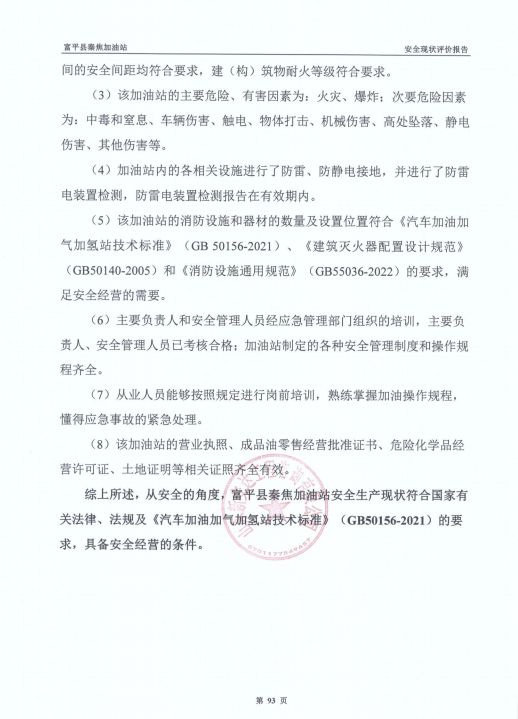 富平县秦焦加油站 安全现状评价报告
间的安全间距均符合要求，建（构）筑物耐火等级符合要求。
（3）该加油站的主要危险、有害因素为：火灾、爆炸；次要危险因素
为：中毒和窒息、车辆伤害、触电、物体打击、机械伤害、高处坠落、静电
伤害、其他伤害等。
（4）加油站内的各相关设施进行了防雷、防静电接地，并进行了防雷
电装置检测，防雷电装置检测报告在有效期内。
（5）该加油站的消防设施和器材的数量及设置位置符合《汽车加油加
气加氢站技术标准》（GB 50156-2021）、《建筑灭火器配置设计规范》
（GB50140-2005）和《消防设施通用规范》（GB55036-2022）的要求，满
足安全经营的需要。
（6）主要负责人和安全管理人员经应急管理部门组织的培训，主要负
责人、安全管理人员已考核合格；加油站制定的各种安全管理制度和操作规
程齐全。
（7）从业人员能够按照规定进行岗前培训，熟练掌握加油操作规程，
懂得应急事故的紧急处理。
（8）该加油站的营业执照、成品油零售经营批准证书、危险化学品经
营许可证、土地证明等相关证照齐全有效。
综上所述，从安全的角度，富平县秦焦加油站安全生产现状符合国家有
关法律、法规及《汽车加油加气加氢站技术标准》（GB50156-2021）的要
求，具备安全经营的条件。
第 93 页